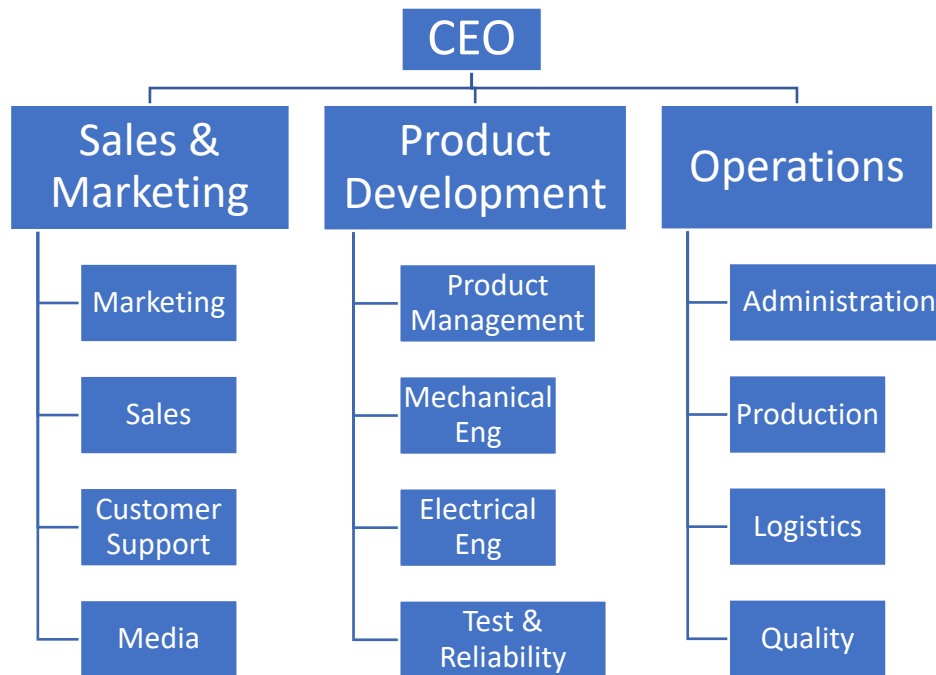 CEO
Sales &
Marketing
Product
Development
Operations
Marketing
Sales
Customer
Support
Media
Product
Management
Mechanical
Eng
Electrical
Eng
Test &
Reliability
Administration
Production
Logistics
Quality